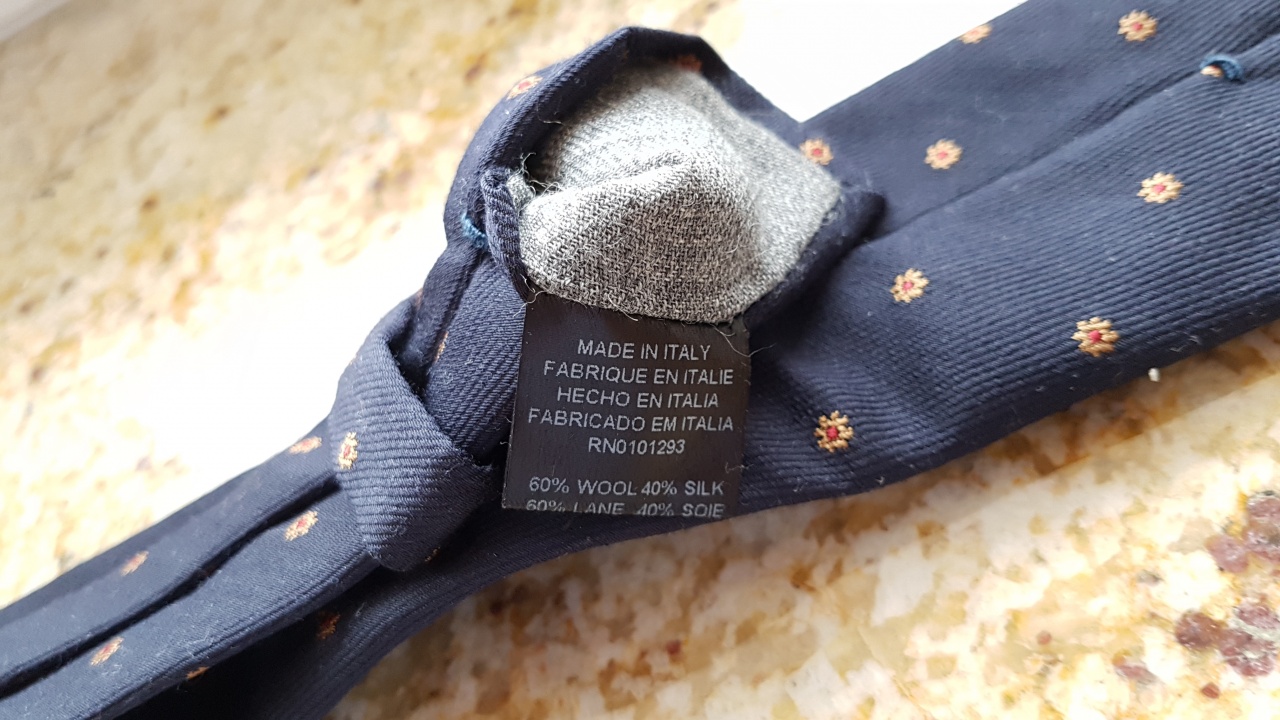 MADE IN ITALY
FABRIQUE EN ITALIE
HECHO EN ITALIA
FABRICADO EM ITALIA
RN0101293
60% WOOL 40% SILK
60% LANE 40% SOIE